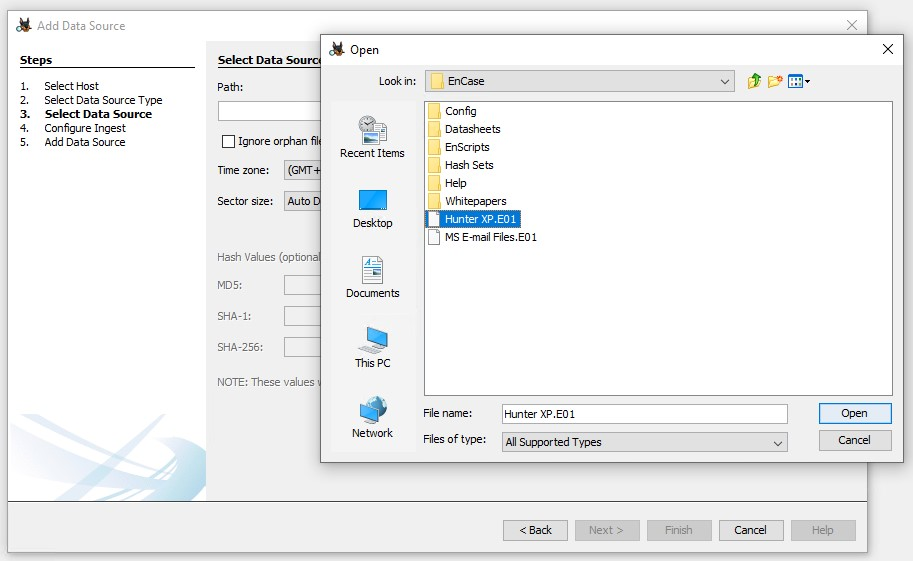 Add Data Source
Steps
1. Select Host
2. Select Data Source Type
3. Select Data Source
4. Configure Ingest
5. Add Data Source
Select Data Sourc
Path:
Ignore orphan file
Time zone: (GMT+
Sector size: Auto D
Hash Values (optional
MD5:
SHA-1:
SHA-256:
NOTE: These values
< Back Next > Finish Cancel Help
Open
Look in: EnCase
Recent Items
Desktop
Documents
This PC
Network
Config
Datasheets
EnScripts
Hash Sets
Help
Whitepapers
Hunter XP.E01
MS E-mail Files.E01
File name: Hunter XP.E01 Open
Files of type: All Supported Types Cancel